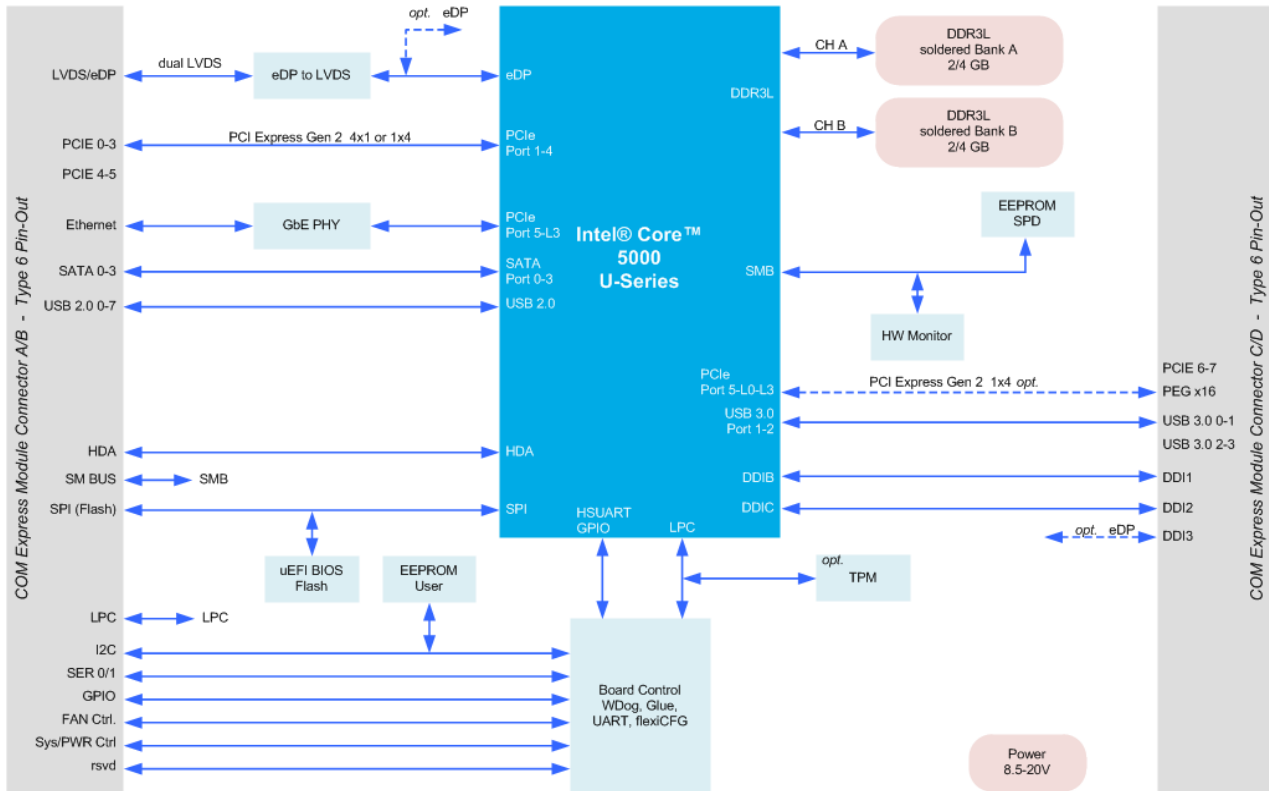 COM Express Module Connector A/B - Type 6 Pin-Out
LVDS/eDP
PCIE 0-3
PCIE 4-5
Ethernet
SATA 0-3
USB 2.0 0-7
HDA
SM BUS
SPI (Flash)
LPC
I2C
SER 0/1
GPIO
FAN Ctrl.
Sys/PWR Ctrl
rsvd
dual LVDS
eDP to LVDS
opt. eDP
PCI Express Gen 2 4x1 or 1x4
GbE PHY
SMB
uEFI BIOS
Flash
EEPROM
User
LPC
eDP
PCIe
Port 1-4
PCIe
Port 5-L3
SATA
Port 0-3
USB 2.0
HDA
SPI
Intel® Core™
5000
U-Series
DDR3L
SMB
PCIe
Port 5-L0-L3
USB 3.0
Port 1-2
DDIB
DDIC
HSUART
GPIO
LPC
CH A
DDR3L
soldered Bank A
2/4 GB
CH B
DDR3L
soldered Bank B
2/4 GB
EEPROM
SPD
HW Monitor
PCI Express Gen 2 1x4 opt.
opt. eDP
opt.
TPM
Board Control
WDog, Glue,
UART, flexiCFG
Power
8.5-20V
PCIE 6-7
PEG x16
USB 3.0 0-1
USB 3.0 2-3
DDI1
DDI2
DDI3
COM Express Module Connector C/D - Type 6 Pin-Out